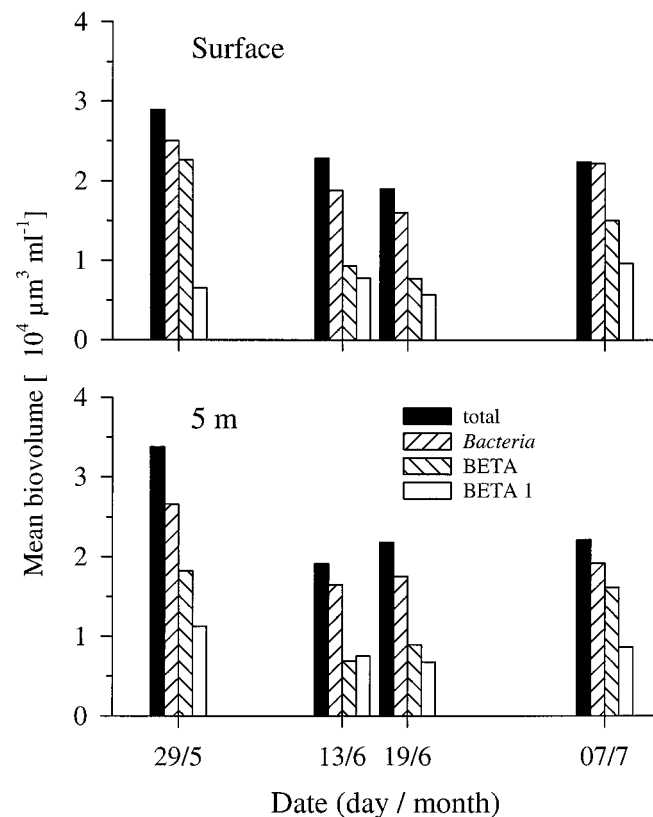 Surface
4
3
2
1
0
5 m
4
3
2
1
0
total
Bacteria
BETA
BETA 1
Mean biovolume [ 10⁴ µm³ ml⁻¹]
29/5 13/6 19/6 07/7
Date (day / month)